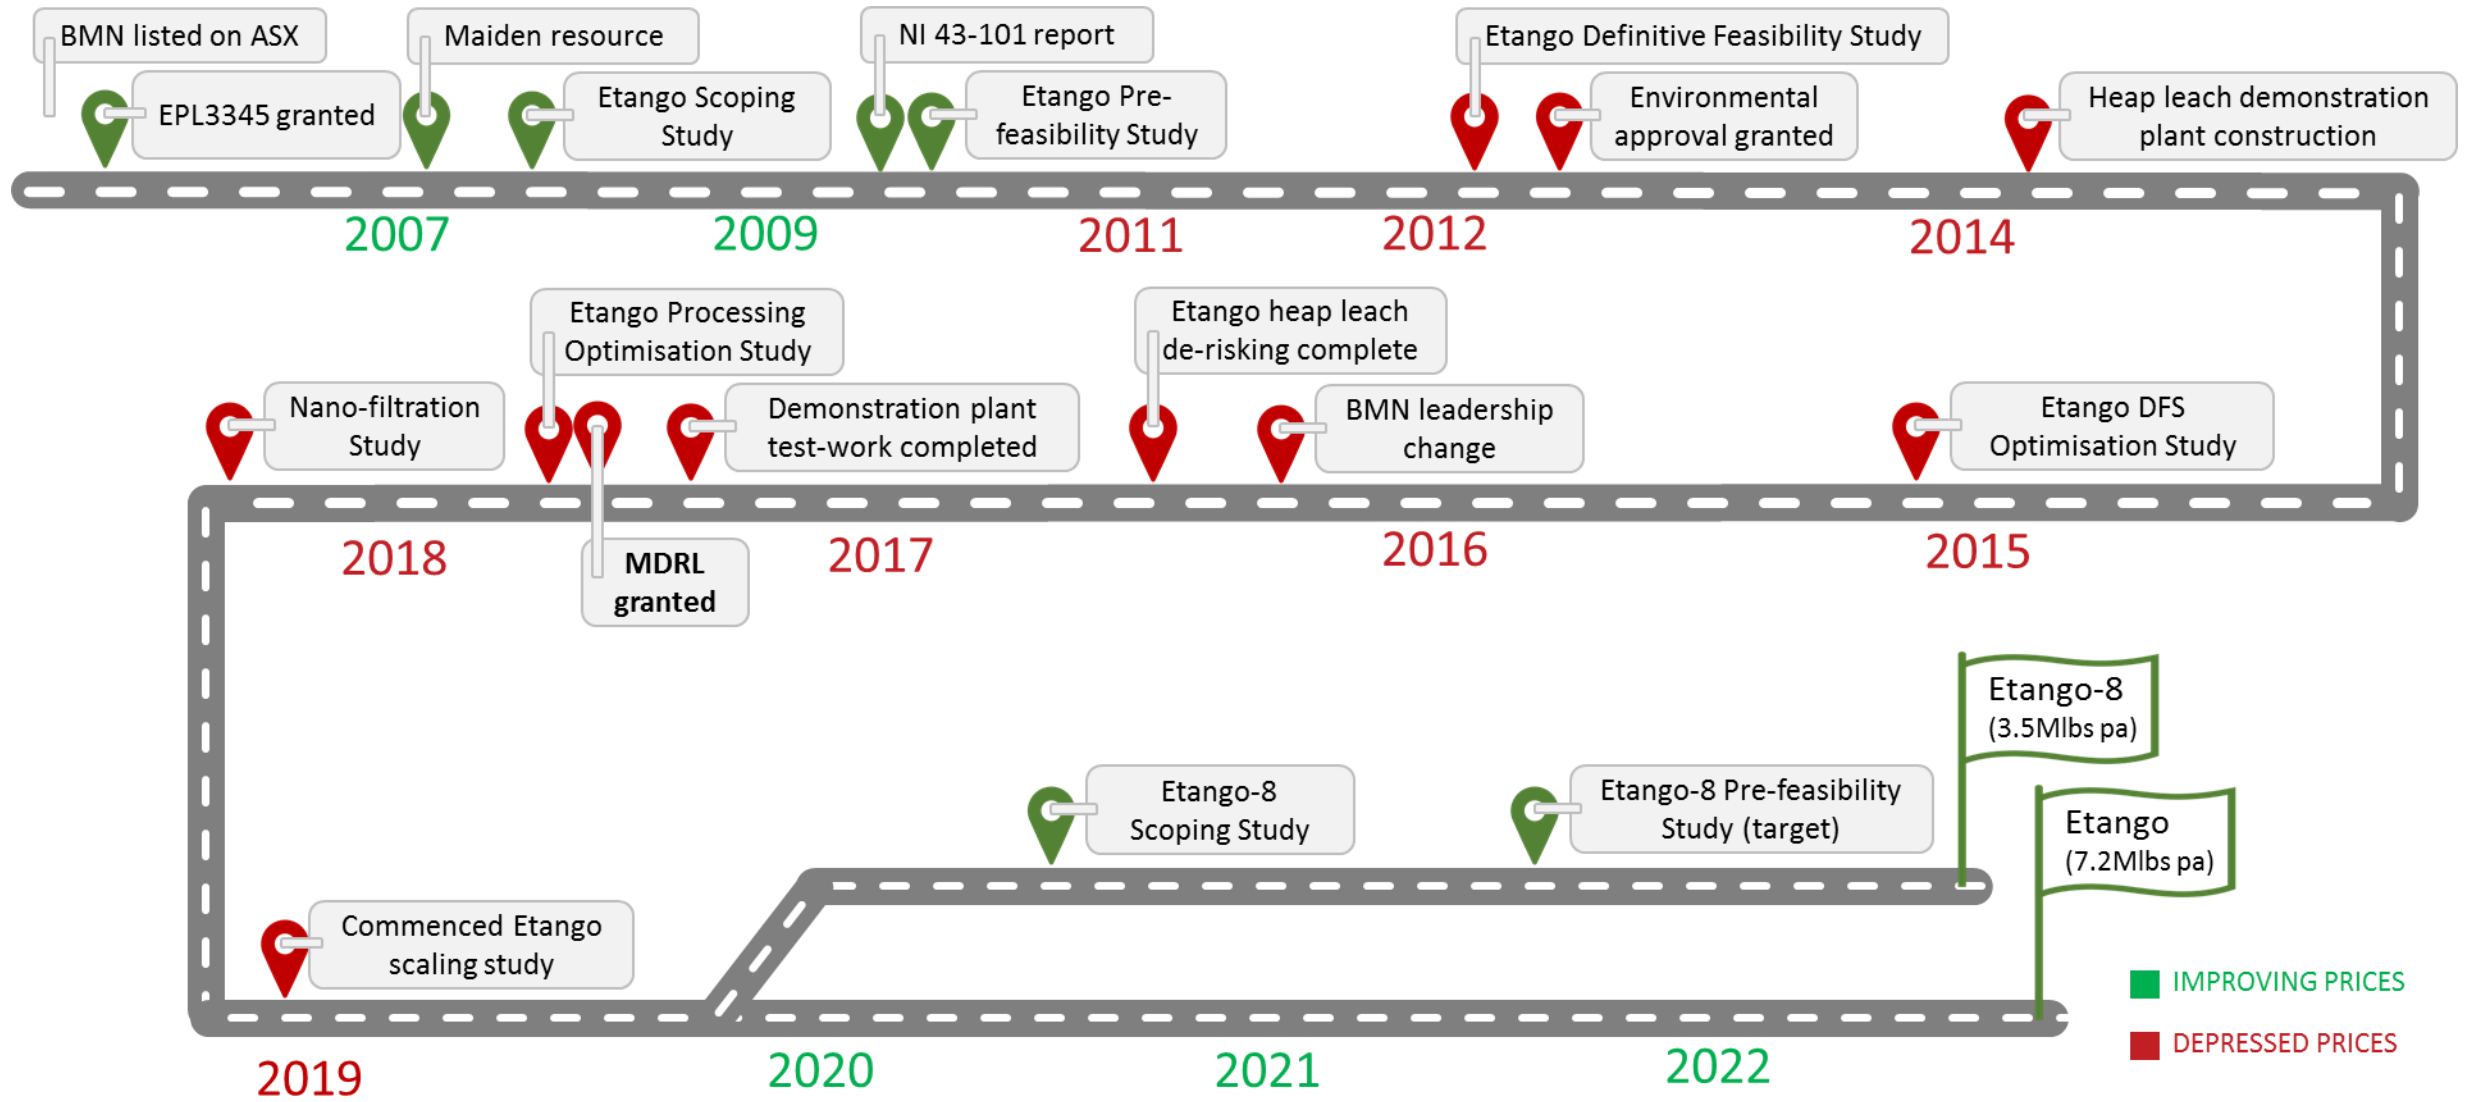 BMN listed on ASX
EPL3345 granted
Maiden resource
Etango Scoping
Study
NI 43-101 report
Etango Pre-
feasibility Study
Etango Definitive Feasibility Study
Environmental
approval granted
Heap leach demonstration
plant construction
2007
2009
2011
2012
2014
Etango DFS
Optimisation Study
BMN leadership
change
Etango heap leach
de-risking complete
Demonstration plant
test-work completed
MDRL
granted
Etango Processing
Optimisation Study
Nano-filtration
Study
2015
2016
2017
2018
Commenced Etango
scaling study
Etango-8
Scoping Study
Etango-8 Pre-feasibility
Study (target)
Etango-8
(3.5Mlbs pa)
Etango
(7.2Mlbs pa)
2019
2020
2021
2022
IMPROVING PRICES
DEPRESSED PRICES